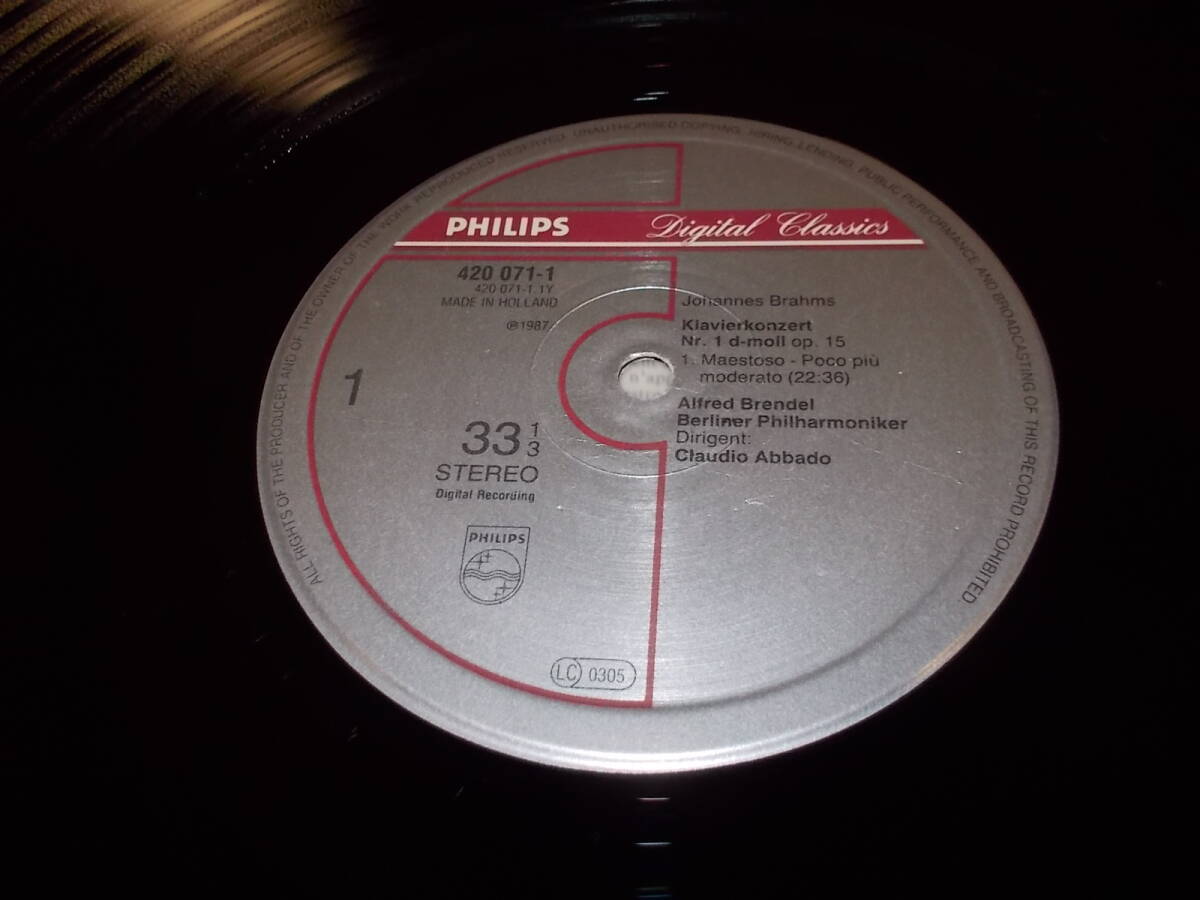 ALL RIGHTS OF THE PRODUCER AND OF THE OWNER OF THE WORK REPRODUCED RESERVED. UNAUTHORISED COPYING, HIRING, LENDING, PUBLIC PERFORMANCE AND BROADCASTING OF THIS RECORD PROHIBITED.
PHILIPS Digital Classics
420 071-1
420 071-1.1Y
MADE IN HOLLAND
℗1987
1
33 1/3
STEREO
Digital Recording
PHILIPS
LC 0305
Johannes Brahms
Klavierkonzert
Nr. 1 d-moll op. 15
1. Maestoso - Poco più
moderato (22:36)
Alfred Brendel
Berliner Philharmoniker
Dirigent:
Claudio Abbado